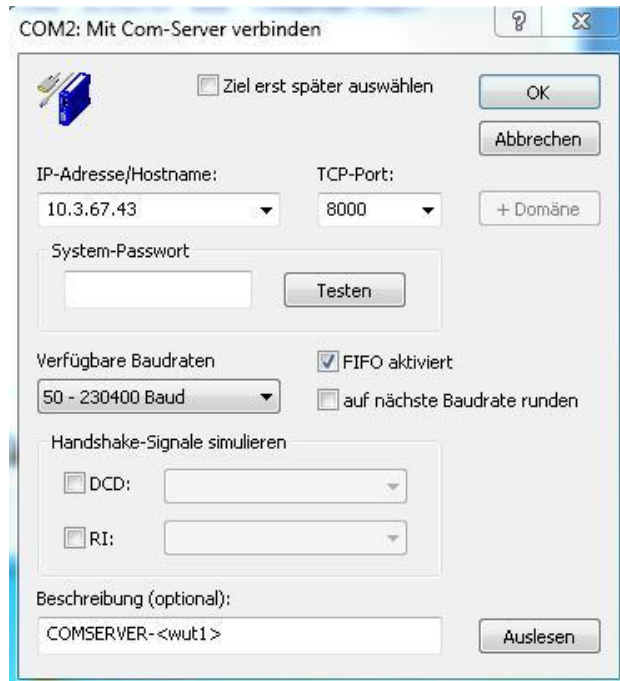 COM2: Mit Com-Server verbinden
Ziel erst später auswählen
OK
Abbrechen
IP-Adresse/Hostname:
TCP-Port:
10.3.67.43
8000
+ Domäne
System-Passwort
Testen
Verfügbare Baudraten
FIFO aktiviert
50 - 230400 Baud
auf nächste Baudrate runden
Handshake-Signale simulieren
DCD:
RI:
Beschreibung (optional):
COMSERVER-<wut1>
Auslesen